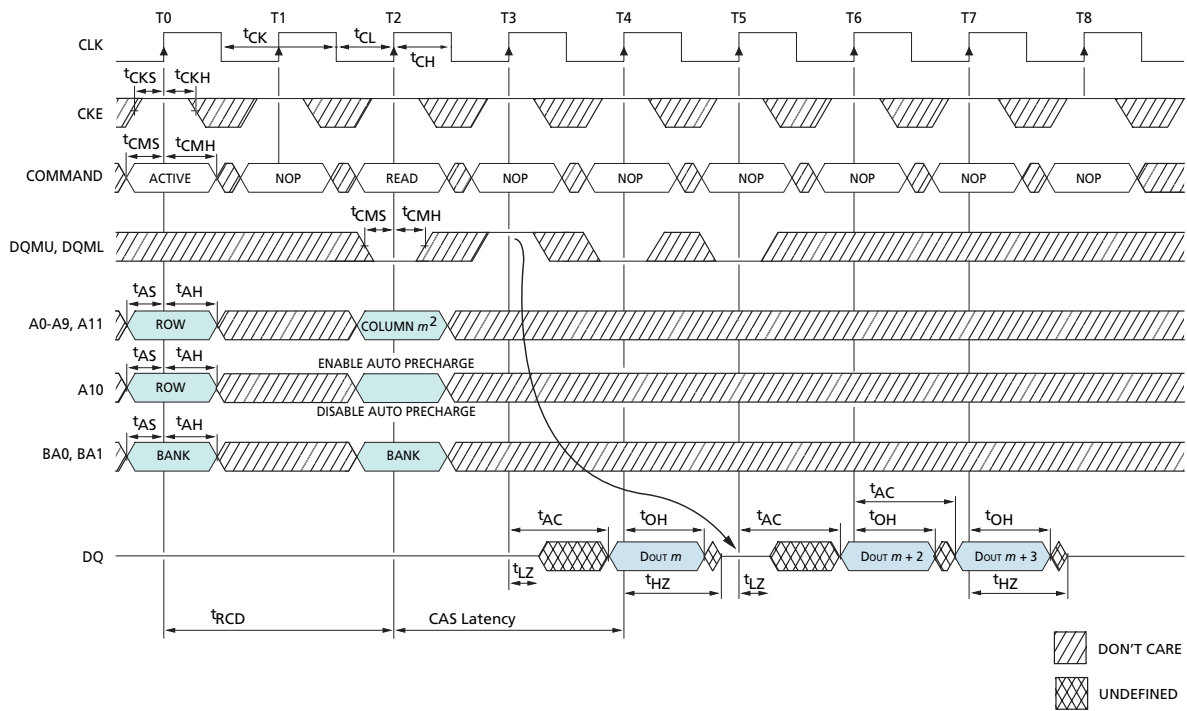 T0 T1 T2 T3 T4 T5 T6 T7 T8
CLK
tCK tCL
tCH
tCKS tCKH
CKE
tCMS tCMH
COMMAND ACTIVE NOP READ NOP NOP NOP NOP NOP NOP
tCMS tCMH
DQMU, DQML
tAS tAH
A0-A9, A11 ROW COLUMN m2
tAS tAH ENABLE AUTO PRECHARGE
A10 ROW
DISABLE AUTO PRECHARGE
tAS tAH
BA0, BA1 BANK BANK
tAC
tAC tOH tAC tOH tOH
DQ DOUT m DOUT m + 2 DOUT m + 3
tLZ tHZ tLZ tHZ
tRCD CAS Latency
DON'T CARE
UNDEFINED